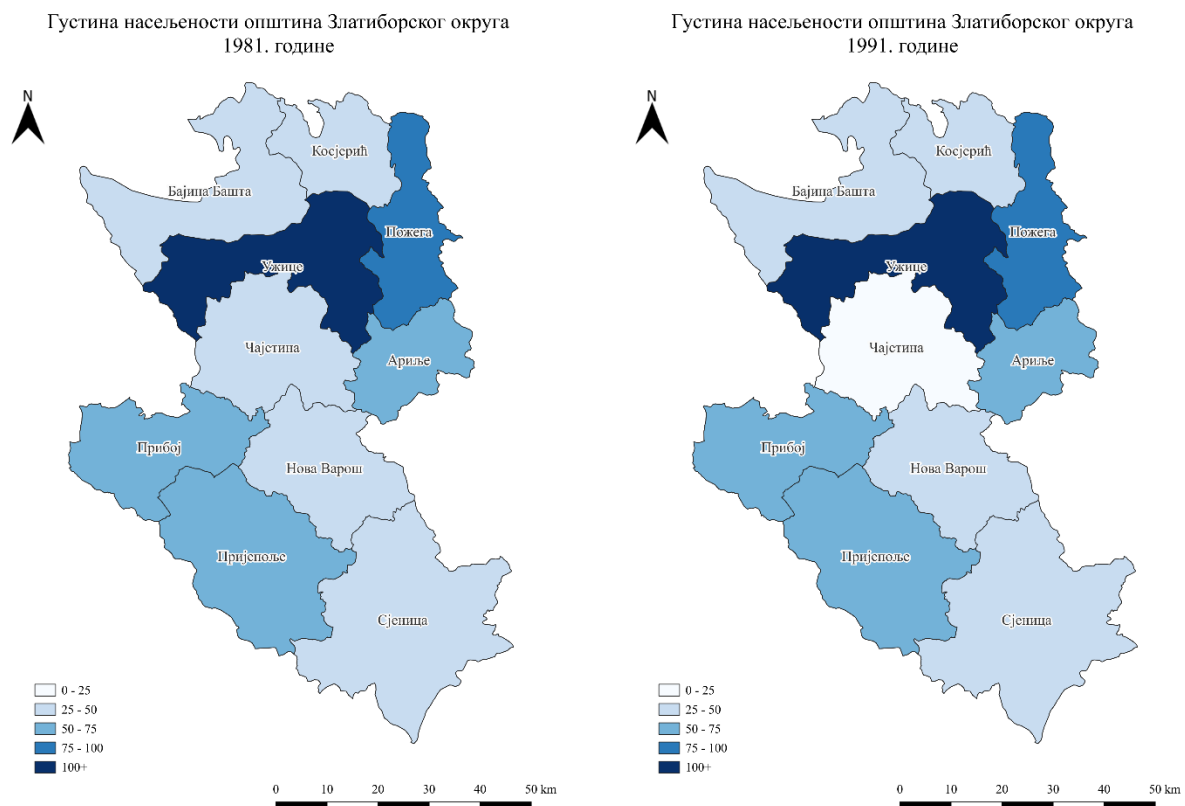 Густина насељености општина Златиборског округа
1981. године
N
Косјерић
Бајина Башта
Пожега
Ужице
Чајетина
Ариље
Прибој
Нова Варош
Пријепоље
Сјеница
0 - 25
25 - 50
50 - 75
75 - 100
100+
0 10 20 30 40 50 km
Густина насељености општина Златиборског округа
1991. године
N
Косјерић
Бајина Башта
Пожега
Ужице
Чајетина
Ариље
Прибој
Нова Варош
Пријепоље
Сјеница
0 - 25
25 - 50
50 - 75
75 - 100
100+
0 10 20 30 40 50 km